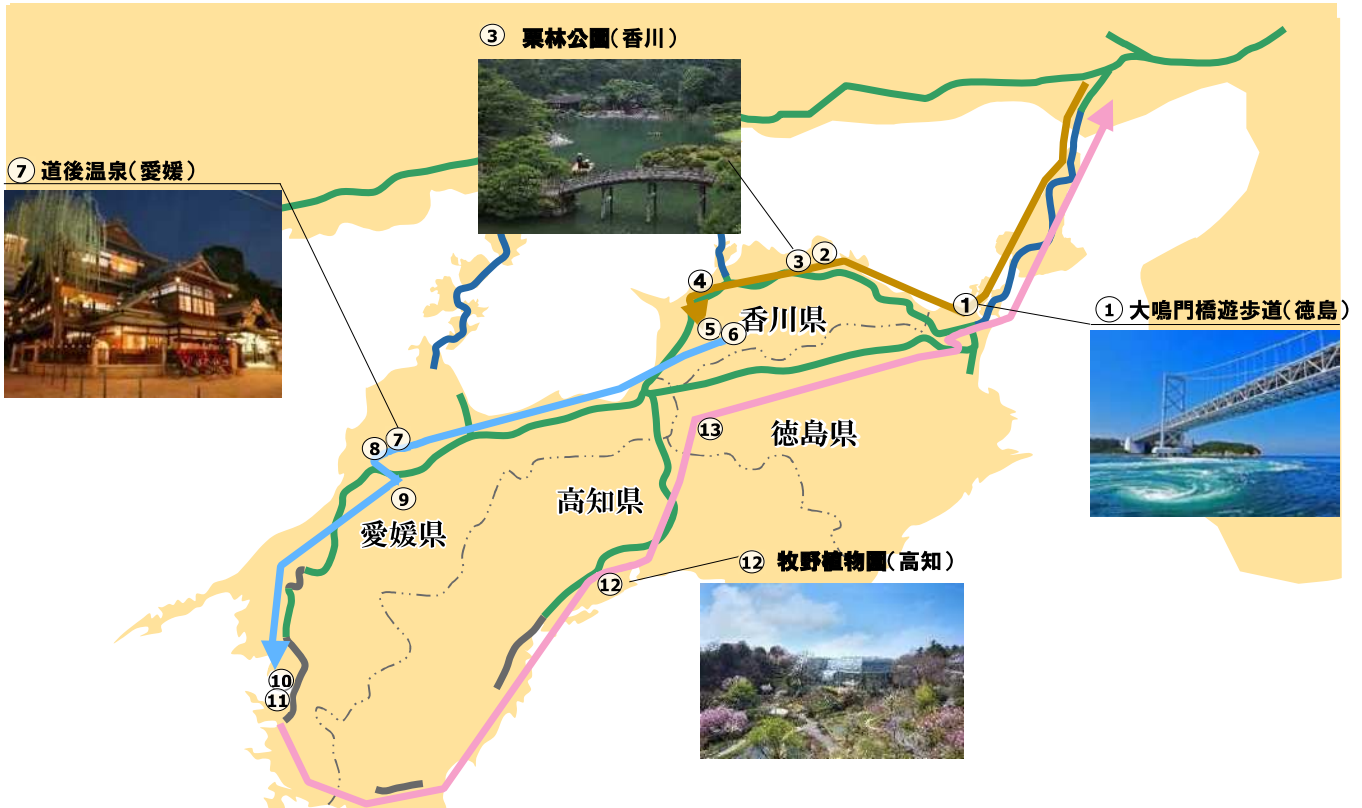 ③ 栗林公園(香川)
⑦ 道後温泉(愛媛)
④
③
②
①
① 大鳴門橋遊歩道(徳島)
⑤
⑥
香川県
⑧
⑦
⑬
徳島県
⑨
高知県
愛媛県
⑫
⑫ 牧野植物園(高知)
⑩
⑪